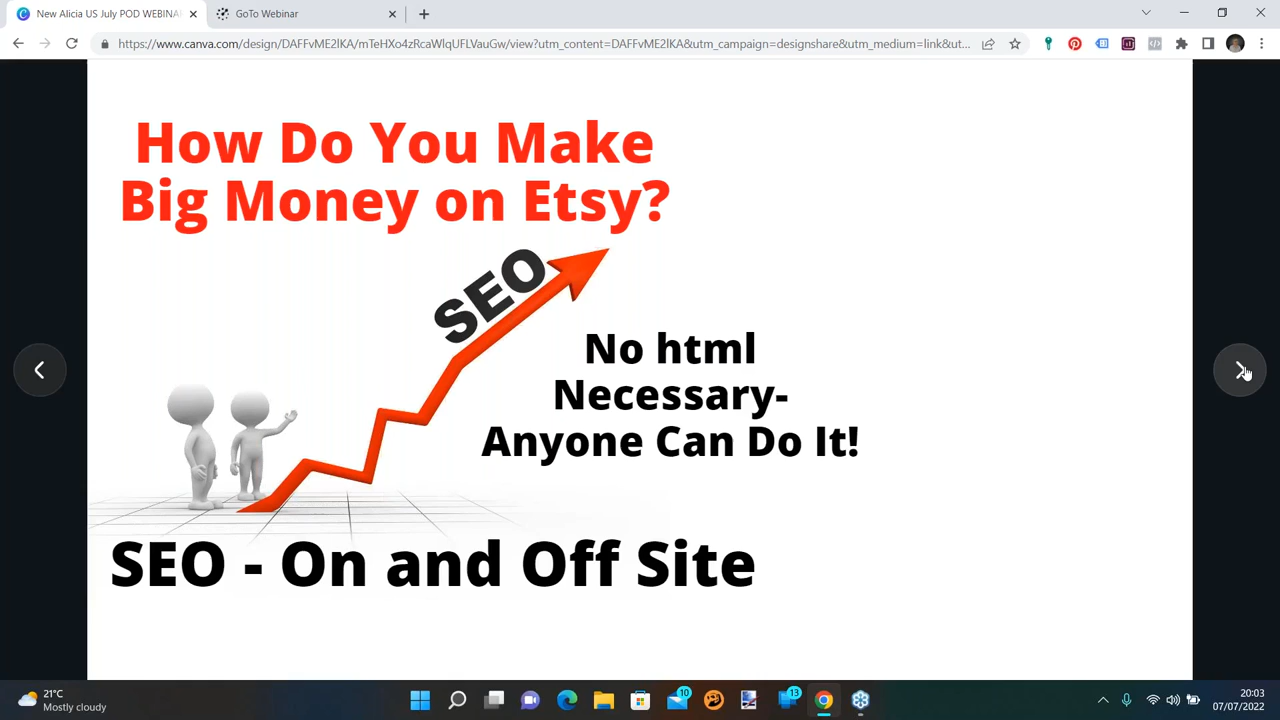 New Alicia US July POD WEBINA
GoTo Webinar
https://www.canva.com/design/DAFfvME2lKA/mTeHXo4zRaoWlcHFLVauGw/view?utm_content=DAFfvME2lKA&utm_campaign=designshare&utm_medium=link&ut...
How Do You Make
Big Money on Etsy?
SEO
No html
Necessary-
Anyone Can Do It!
SEO - On and Off Site
21°C
Mostly cloudy
10
13
20:03
07/07/2022